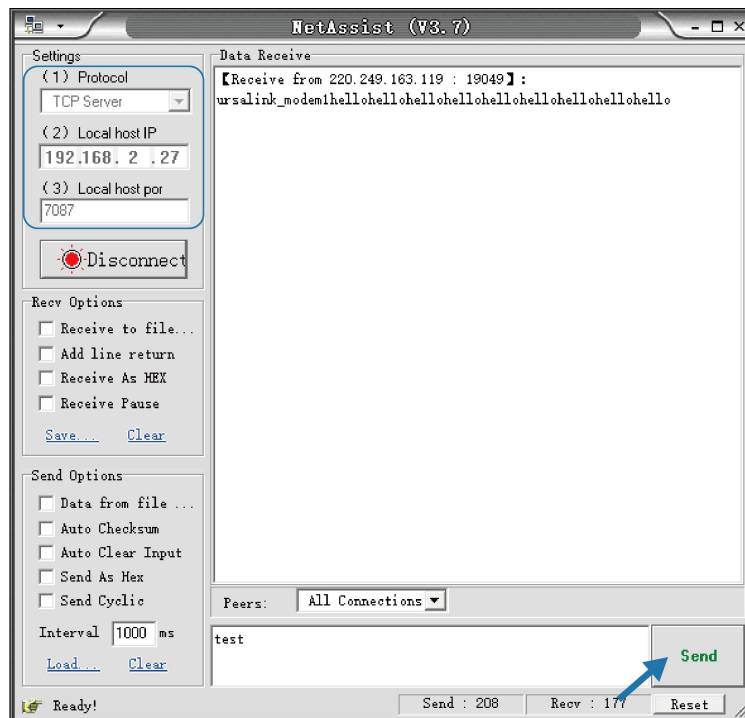 NetAssist (V3.7)
Settings
(1) Protocol
TCP Server
(2) Local host IP
192.168. 2 .27
(3) Local host por
7087
Disconnect
Recv Options
Receive to file...
Add line return
Receive As HEX
Receive Pause
Save... Clear
Send Options
Data from file ...
Auto Checksum
Auto Clear Input
Send As Hex
Send Cyclic
Interval 1000 ms
Load... Clear
Data Receive
【Receive from 220.249.163.119 : 19049】:
ursalink_modem1hellohellohellohellohellohellohellohellohello
Peers: All Connections
test
Send
Ready! Send : 208 Recv : 177 Reset